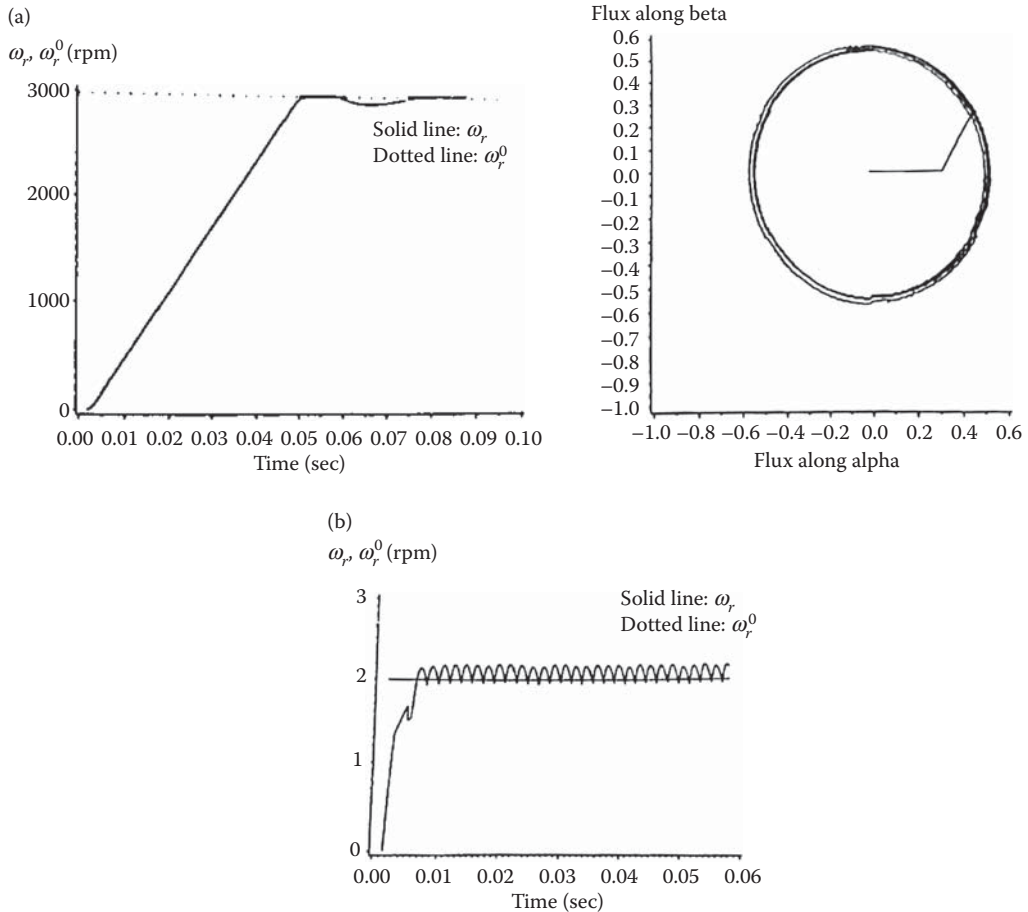 (a)
ωr, ωr⁰ (rpm)
3000
2000
1000
0
Solid line: ωr
Dotted line: ωr⁰
0.00 0.01 0.02 0.03 0.04 0.05 0.06 0.07 0.08 0.09 0.10
Time (sec)
Flux along beta
0.6
0.5
0.4
0.3
0.2
0.1
0.0
−0.1
−0.2
−0.3
−0.4
−0.5
−0.6
−0.7
−0.8
−0.9
−1.0
−1.0 −0.8 −0.6 −0.4 −0.2 0.0 0.2 0.4 0.6
Flux along alpha
(b)
ωr, ωr⁰ (rpm)
3
2
1
0
Solid line: ωr
Dotted line: ωr⁰
0.00 0.01 0.02 0.03 0.04 0.05 0.06
Time (sec)